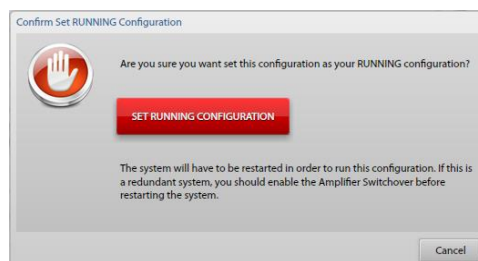 Confirm Set RUNNING Configuration
Are you sure you want set this configuration as your RUNNING configuration?
SET RUNNING CONFIGURATION
The system will have to be restarted in order to run this configuration. If this is
a redundant system, you should enable the Amplifier Switchover before
restarting the system.
Cancel